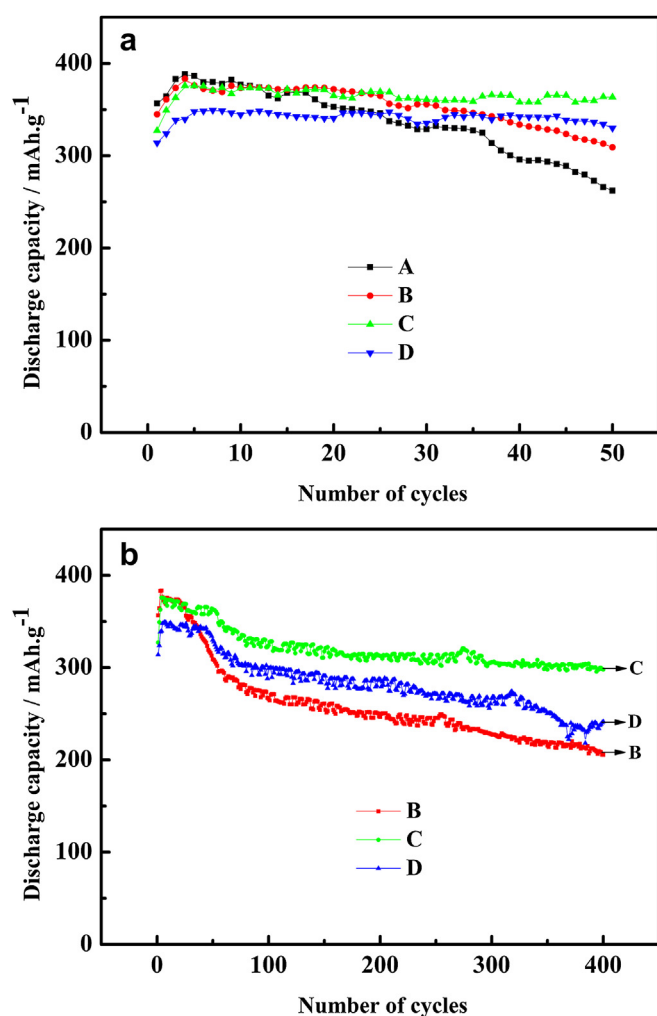 a
Discharge capacity / mAh.g⁻¹
400
300
200
100
0
A
B
C
D
0 10 20 30 40 50
Number of cycles
b
Discharge capacity / mAh.g⁻¹
400
300
200
100
0
C
D
B
B
C
D
0 100 200 300 400
Number of cycles